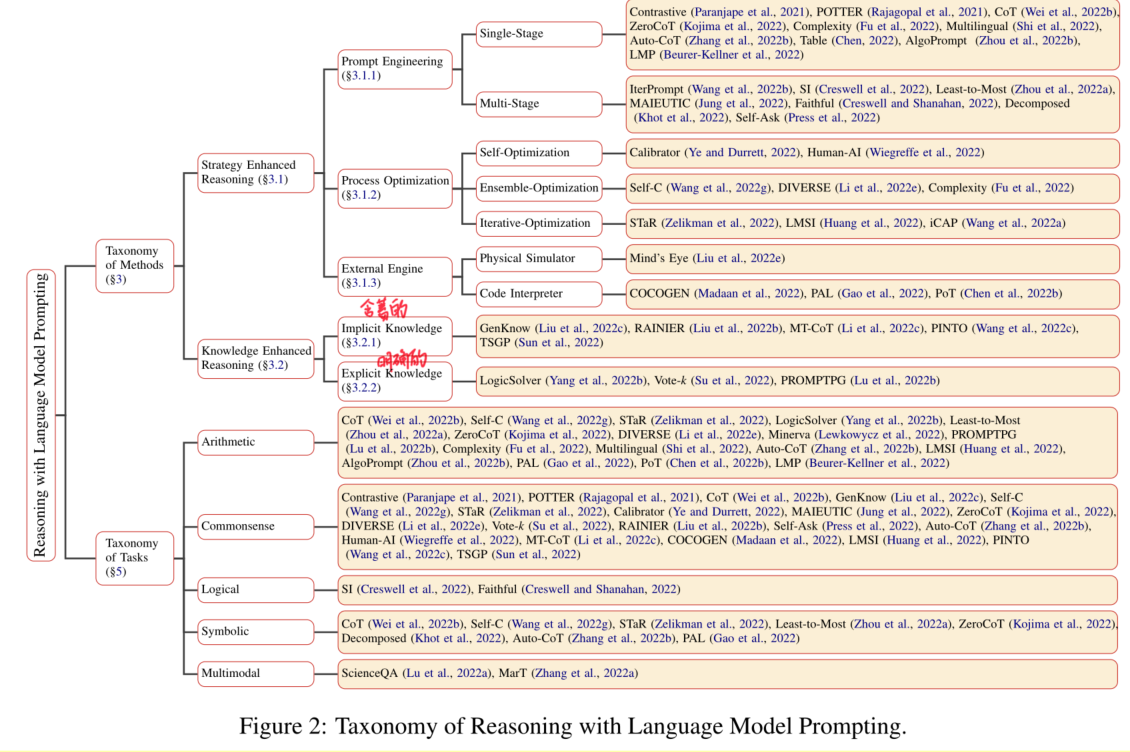 Reasoning with Language Model Prompting
Taxonomy
of Methods
(§3)
Strategy Enhanced
Reasoning (§3.1)
Prompt Engineering
(§3.1.1)
Single-Stage
Contrastive (Paranjape et al., 2021), POTTER (Rajagopal et al., 2021), CoT (Wei et al., 2022b),
ZeroCoT (Kojima et al., 2022), Complexity (Fu et al., 2022), Multilingual (Shi et al., 2022),
Auto-CoT (Zhang et al., 2022b), Table (Chen, 2022), AlgoPrompt (Zhou et al., 2022b),
LMP (Beurer-Kellner et al., 2022)
Multi-Stage
IterPrompt (Wang et al., 2022b), SI (Creswell et al., 2022), Least-to-Most (Zhou et al., 2022a),
MAIEUTIC (Jung et al., 2022), Faithful (Creswell and Shanahan, 2022), Decomposed
(Khot et al., 2022), Self-Ask (Press et al., 2022)
Process Optimization
(§3.1.2)
Self-Optimization
Calibrator (Ye and Durrett, 2022), Human-AI (Wiegreffe et al., 2022)
Ensemble-Optimization
Self-C (Wang et al., 2022g), DIVERSE (Li et al., 2022e), Complexity (Fu et al., 2022)
Iterative-Optimization
STaR (Zelikman et al., 2022), LMSI (Huang et al., 2022), iCAP (Wang et al., 2022a)
External Engine
(§3.1.3)
Physical Simulator
Mind's Eye (Liu et al., 2022e)
Code Interpreter
COCOGEN (Madaan et al., 2022), PAL (Gao et al., 2022), PoT (Chen et al., 2022b)
Knowledge Enhanced
Reasoning (§3.2)
Implicit Knowledge
(§3.2.1)
GenKnow (Liu et al., 2022c), RAINIER (Liu et al., 2022b), MT-CoT (Li et al., 2022c), PINTO (Wang et al., 2022c),
TSGP (Sun et al., 2022)
明确的
Explicit Knowledge
(§3.2.2)
LogicSolver (Yang et al., 2022b), Vote-k (Su et al., 2022), PROMPTPG (Lu et al., 2022b)
Taxonomy
of Tasks
(§5)
Arithmetic
CoT (Wei et al., 2022b), Self-C (Wang et al., 2022g), STaR (Zelikman et al., 2022), LogicSolver (Yang et al., 2022b), Least-to-Most
(Zhou et al., 2022a), ZeroCoT (Kojima et al., 2022), DIVERSE (Li et al., 2022e), Minerva (Lewkowycz et al., 2022), PROMPTPG
(Lu et al., 2022b), Complexity (Fu et al., 2022), Multilingual (Shi et al., 2022), Auto-CoT (Zhang et al., 2022b), LMSI (Huang et al., 2022),
AlgoPrompt (Zhou et al., 2022b), PAL (Gao et al., 2022), PoT (Chen et al., 2022b), LMP (Beurer-Kellner et al., 2022)
Commonsense
Contrastive (Paranjape et al., 2021), POTTER (Rajagopal et al., 2021), CoT (Wei et al., 2022b), GenKnow (Liu et al., 2022c), Self-C
(Wang et al., 2022g), STaR (Zelikman et al., 2022), Calibrator (Ye and Durrett, 2022), MAIEUTIC (Jung et al., 2022), ZeroCoT (Kojima et al., 2022),
DIVERSE (Li et al., 2022e), Vote-k (Su et al., 2022), RAINIER (Liu et al., 2022b), Self-Ask (Press et al., 2022), Auto-CoT (Zhang et al., 2022b),
Human-AI (Wiegreffe et al., 2022), MT-CoT (Li et al., 2022c), COCOGEN (Madaan et al., 2022), LMSI (Huang et al., 2022), PINTO
(Wang et al., 2022c), TSGP (Sun et al., 2022)
Logical
SI (Creswell et al., 2022), Faithful (Creswell and Shanahan, 2022)
Symbolic
CoT (Wei et al., 2022b), Self-C (Wang et al., 2022g), STaR (Zelikman et al., 2022), Least-to-Most (Zhou et al., 2022a), ZeroCoT (Kojima et al., 2022),
Decomposed (Khot et al., 2022), Auto-CoT (Zhang et al., 2022b), PAL (Gao et al., 2022)
Multimodal
ScienceQA (Lu et al., 2022a), MarT (Zhang et al., 2022a)
Figure 2: Taxonomy of Reasoning with Language Model Prompting.